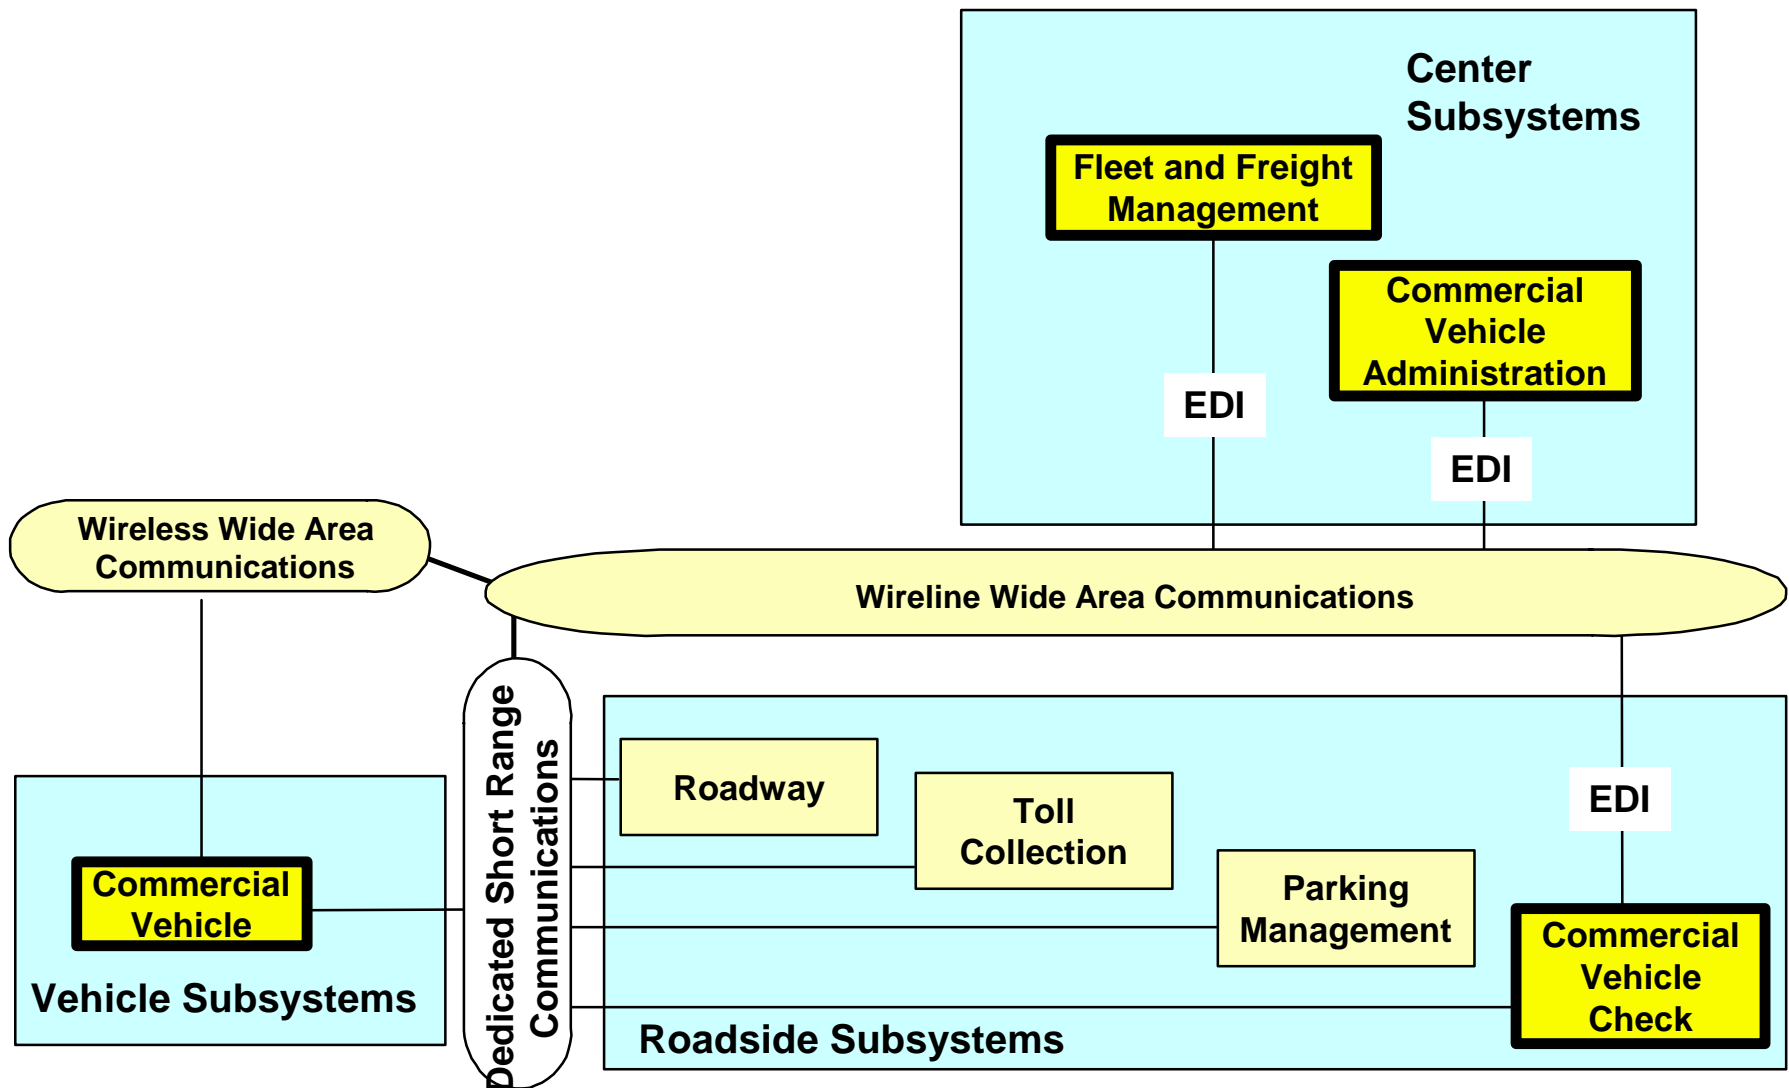 Center
Subsystems
Fleet and Freight
Management
Commercial
Vehicle
Administration
EDI
EDI
Wireless Wide Area
Communications
Wireline Wide Area Communications
Dedicated Short Range
Communications
Roadway
Toll
Collection
Parking
Management
EDI
Commercial
Vehicle
Check
Commercial
Vehicle
Vehicle Subsystems
Roadside Subsystems